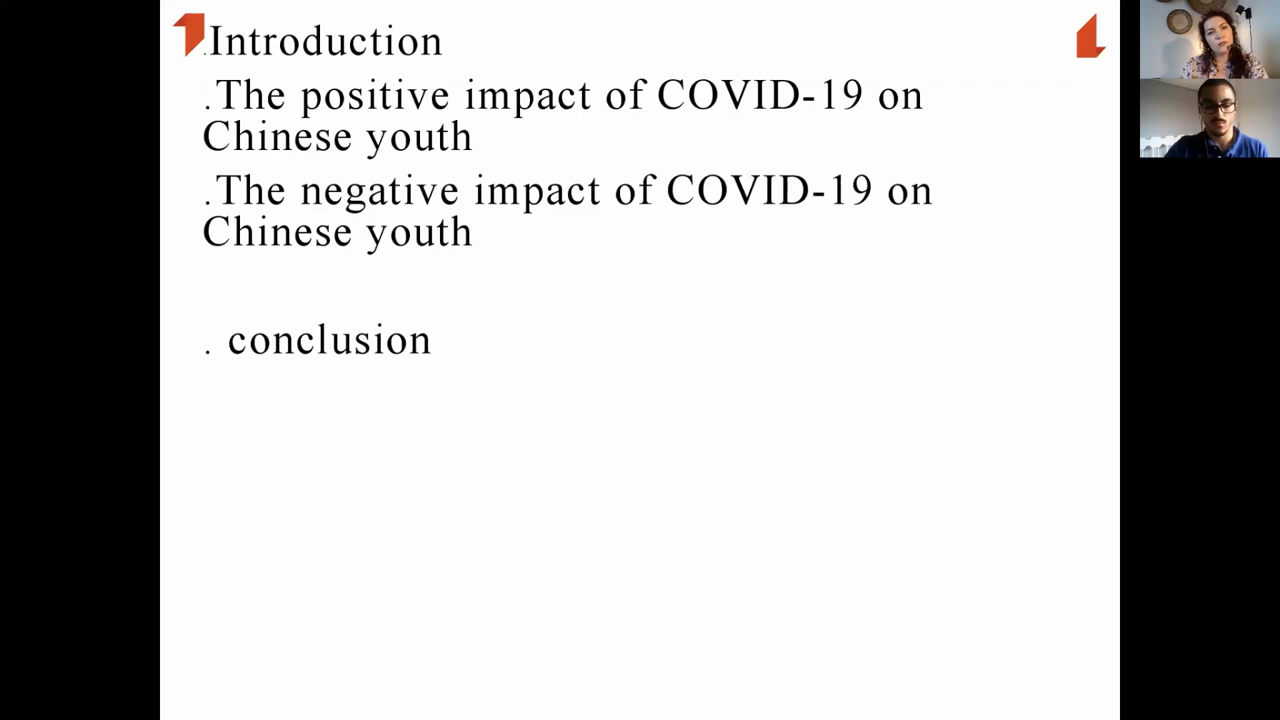 .Introduction
.The positive impact of COVID-19 on
Chinese youth
.The negative impact of COVID-19 on
Chinese youth
. conclusion